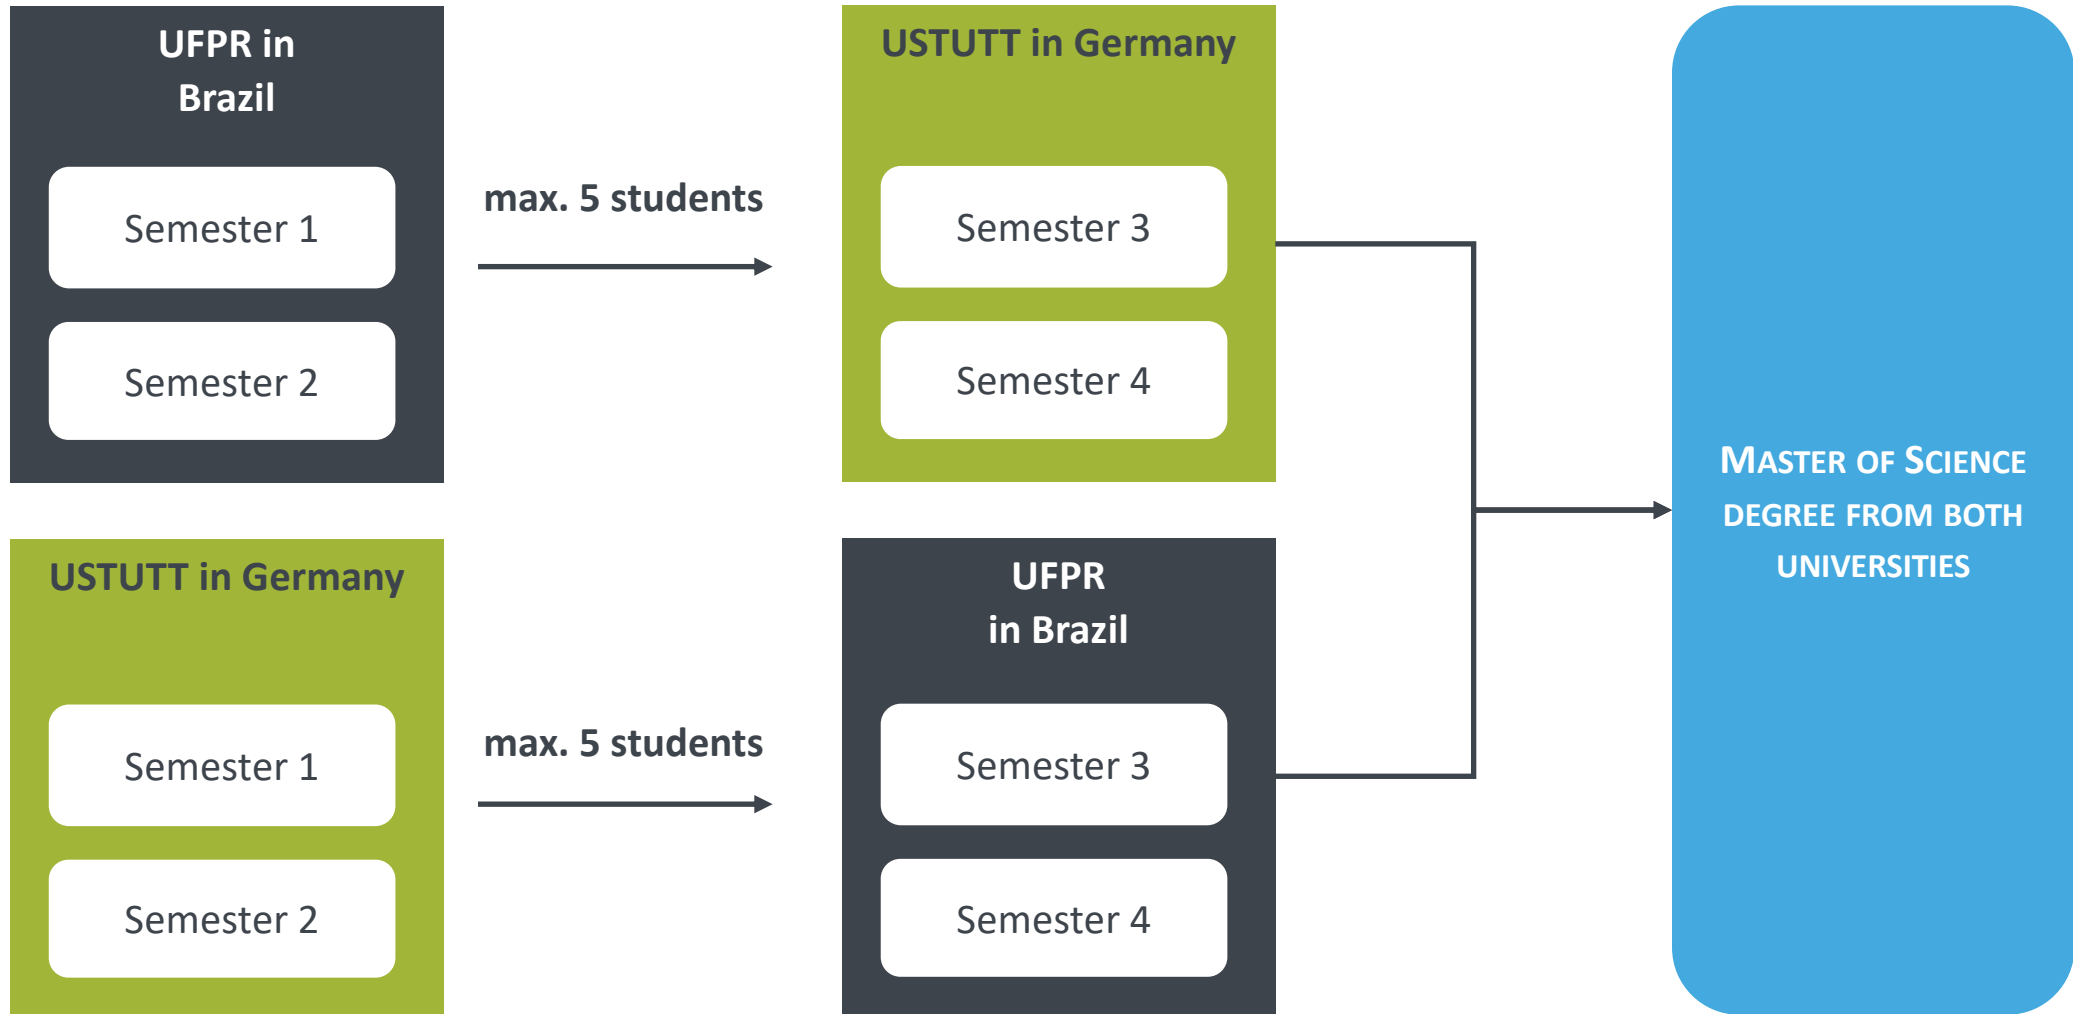 UFPR in
Brazil
Semester 1
Semester 2
max. 5 students
USTUTT in Germany
Semester 3
Semester 4
USTUTT in Germany
Semester 1
Semester 2
max. 5 students
UFPR
in Brazil
Semester 3
Semester 4
MASTER OF SCIENCE
DEGREE FROM BOTH
UNIVERSITIES